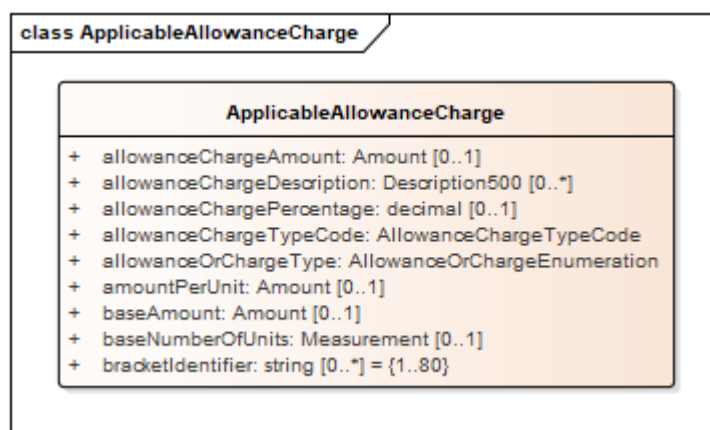 class ApplicableAllowanceCharge
ApplicableAllowanceCharge
+ allowanceChargeAmount: Amount [0..1]
+ allowanceChargeDescription: Description500 [0..*]
+ allowanceChargePercentage: decimal [0..1]
+ allowanceChargeTypeCode: AllowanceChargeTypeCode
+ allowanceOrChargeType: AllowanceOrChargeEnumeration
+ amountPerUnit: Amount [0..1]
+ baseAmount: Amount [0..1]
+ baseNumberOfUnits: Measurement [0..1]
+ bracketIdentifier: string [0..*] = {1..80}